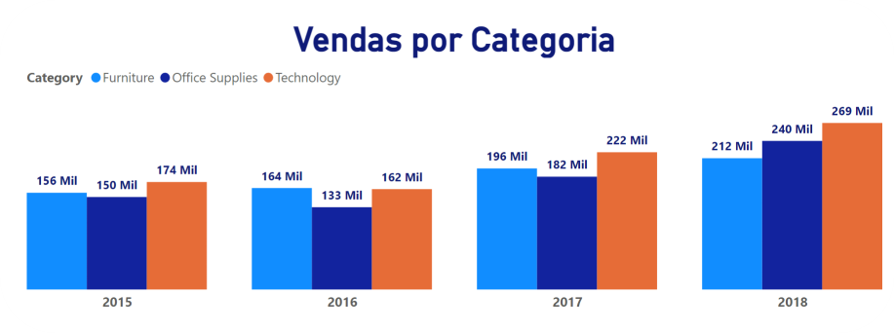 Vendas por Categoria
Category Furniture Office Supplies Technology
156 Mil 150 Mil 174 Mil
164 Mil 133 Mil 162 Mil
196 Mil 182 Mil 222 Mil
212 Mil 240 Mil 269 Mil
2015 2016 2017 2018